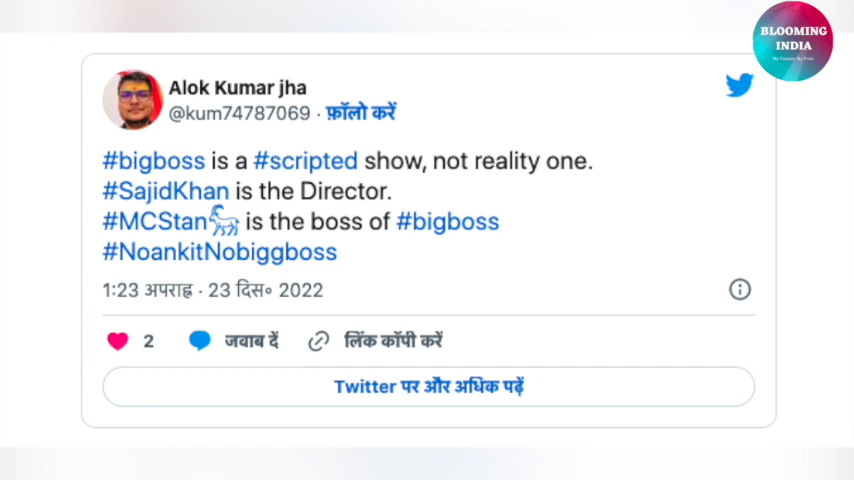 BLOOMING
INDIA
My Country My Pride
Alok Kumar jha
@kum74787069 · फ़ॉलो करें
#bigboss is a #scripted show, not reality one.
#SajidKhan is the Director.
#MCStan🐐 is the boss of #bigboss
#NoankitNobiggboss
1:23 अपराह्न · 23 दिस॰ 2022
2 जवाब दें लिंक कॉपी करें
Twitter पर और अधिक पढ़ें